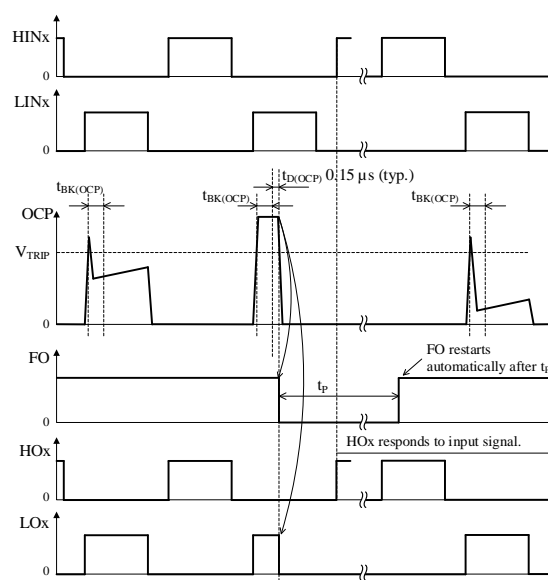 HINx
0
LINx
0
tD(OCP) 0.15 µs (typ.)
tBK(OCP)
tBK(OCP)
tBK(OCP)
OCP
VTRIP
0
FO
FO restarts
automatically after tP
tP
0
HOx
HOx responds to input signal.
0
LOx
0